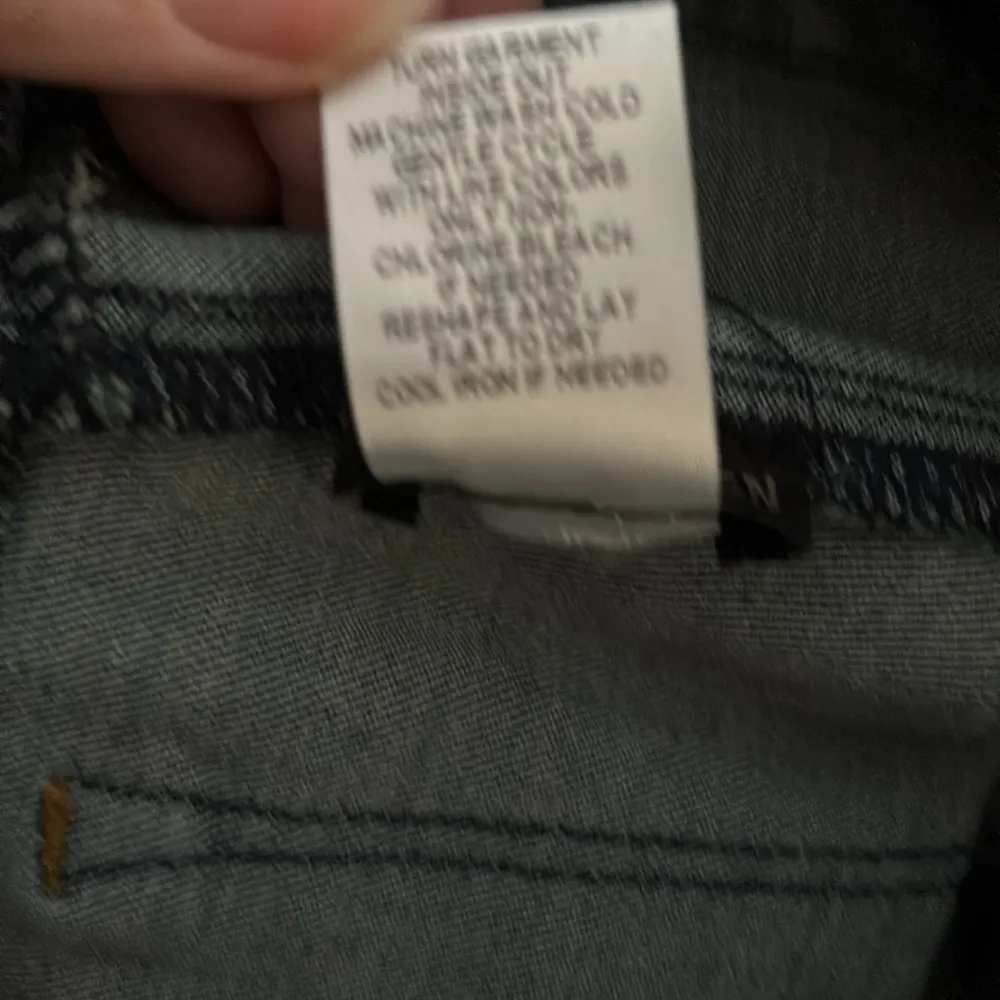 TURN GARMENT
INSIDE OUT
MACHINE WASH COLD
GENTLE CYCLE
WITH LIKE COLORS
ONLY NON-
CHLORINE BLEACH
IF NEEDED
RESHAPE AND LAY
FLAT TO DRY
COOL IRON IF NEEDED
N